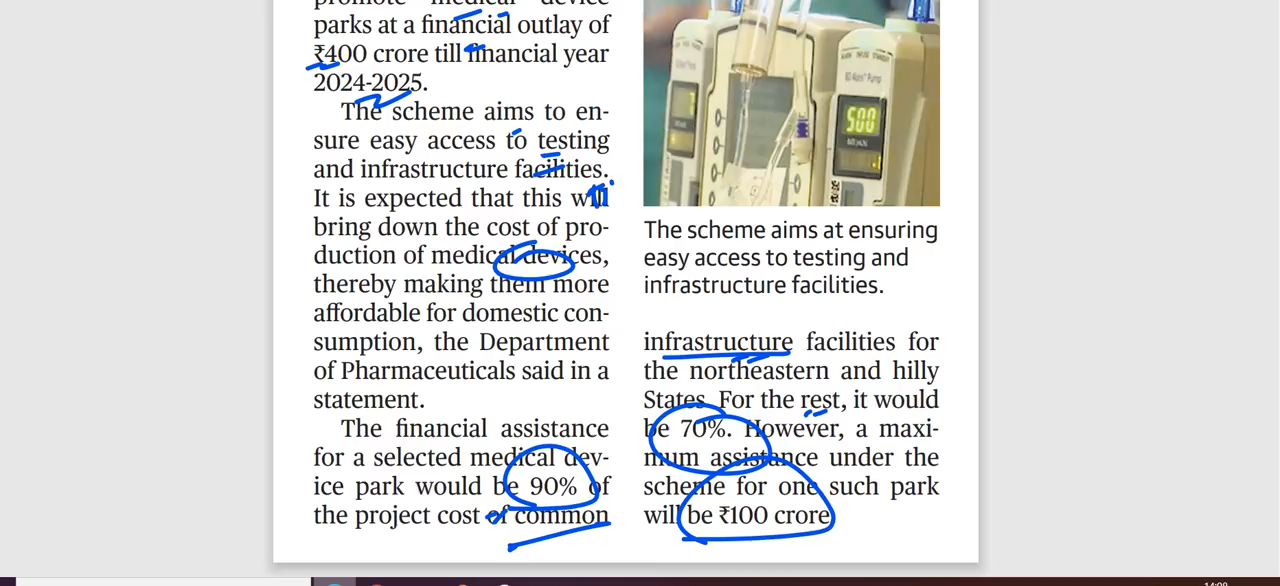 promote medical device
parks at a financial outlay of
₹400 crore till financial year
2024-2025.
The scheme aims to en-
sure easy access to testing
and infrastructure facilities.
It is expected that this will
bring down the cost of pro-
duction of medical devices,
thereby making them more
affordable for domestic con-
sumption, the Department
of Pharmaceuticals said in a
statement.
The financial assistance
for a selected medical dev-
ice park would be 90% of
the project cost of common
500
The scheme aims at ensuring
easy access to testing and
infrastructure facilities.
infrastructure facilities for
the northeastern and hilly
States. For the rest, it would
be 70%. However, a maxi-
mum assistance under the
scheme for one such park
will be ₹100 crore